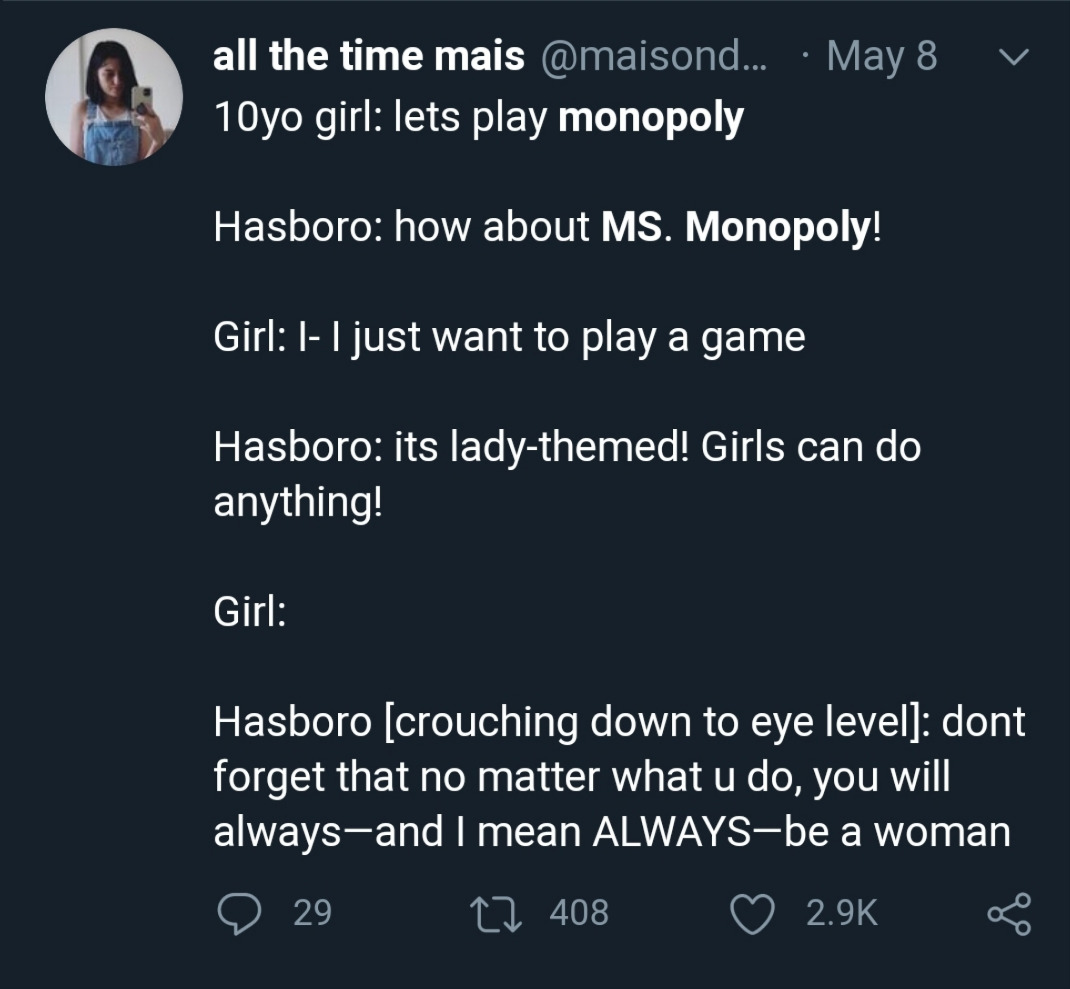 all the time mais @maisond... · May 8
10yo girl: lets play monopoly
Hasboro: how about MS. Monopoly!
Girl: I- I just want to play a game
Hasboro: its lady-themed! Girls can do
anything!
Girl:
Hasboro [crouching down to eye level]: dont
forget that no matter what u do, you will
always—and I mean ALWAYS—be a woman
29 408 2.9K